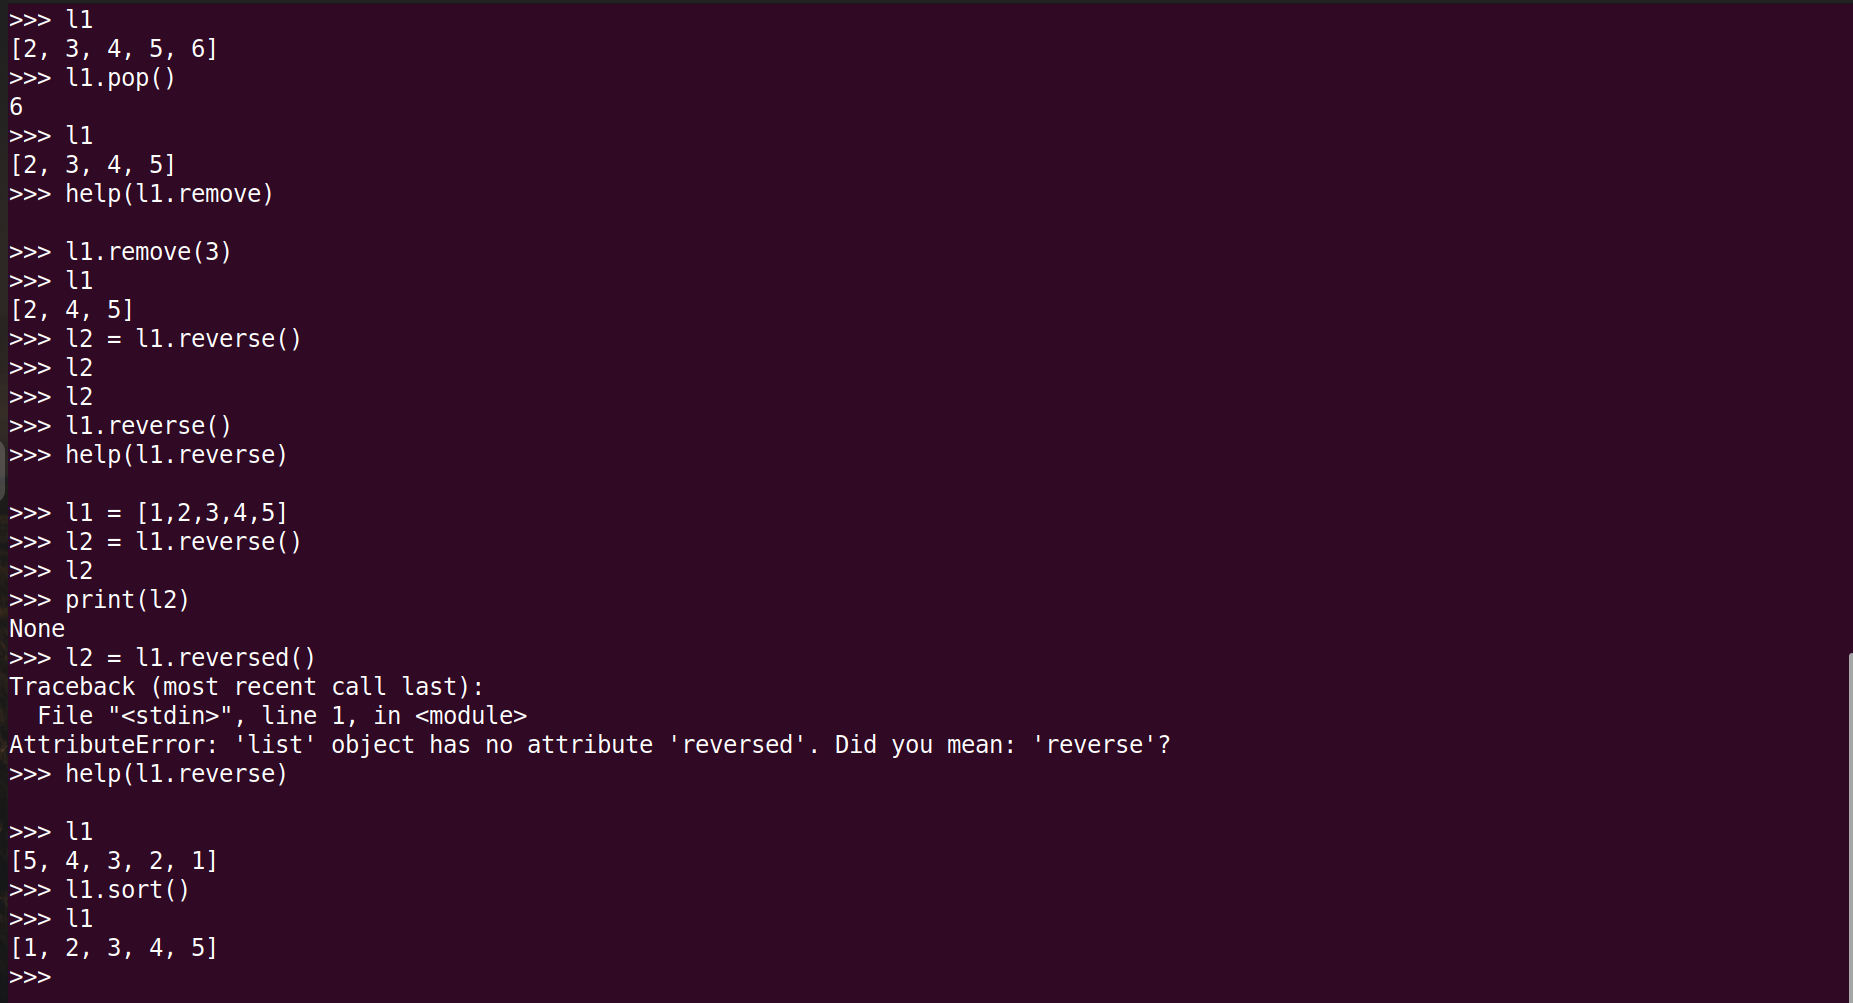 >>> l1
[2, 3, 4, 5, 6]
>>> l1.pop()
6
>>> l1
[2, 3, 4, 5]
>>> help(l1.remove)

>>> l1.remove(3)
>>> l1
[2, 4, 5]
>>> l2 = l1.reverse()
>>> l2
>>> l2
>>> l1.reverse()
>>> help(l1.reverse)

>>> l1 = [1,2,3,4,5]
>>> l2 = l1.reverse()
>>> l2
>>> print(l2)
None
>>> l2 = l1.reversed()
Traceback (most recent call last):
  File "<stdin>", line 1, in <module>
AttributeError: 'list' object has no attribute 'reversed'. Did you mean: 'reverse'?
>>> help(l1.reverse)

>>> l1
[5, 4, 3, 2, 1]
>>> l1.sort()
>>> l1
[1, 2, 3, 4, 5]
>>>